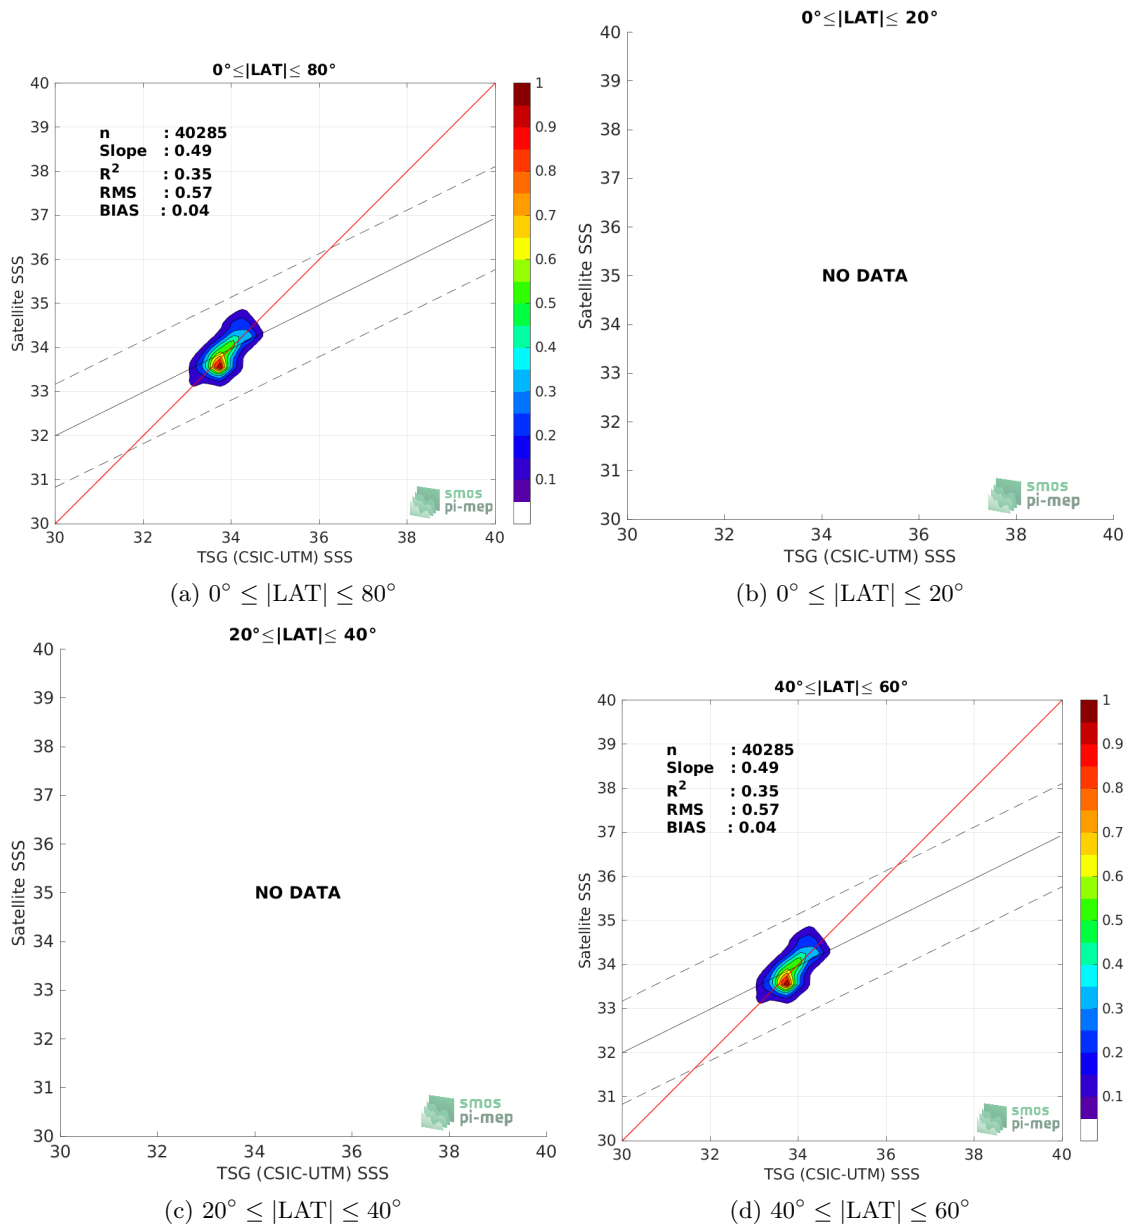 0°≤|LAT|≤ 80°
40
39
38
37
36
35
34
33
32
31
30
n : 40285
Slope : 0.49
R² : 0.35
RMS : 0.57
BIAS : 0.04
Satellite SSS
smos
pi-mep
30 32 34 36 38 40
TSG (CSIC-UTM) SSS
1
0.9
0.8
0.7
0.6
0.5
0.4
0.3
0.2
0.1
(a) 0° ≤ |LAT| ≤ 80°
0°≤|LAT|≤ 20°
40
39
38
37
36
35
34
33
32
31
30
Satellite SSS
NO DATA
smos
pi-mep
30 32 34 36 38 40
TSG (CSIC-UTM) SSS
(b) 0° ≤ |LAT| ≤ 20°
20°≤|LAT|≤ 40°
40
39
38
37
36
35
34
33
32
31
30
Satellite SSS
NO DATA
smos
pi-mep
30 32 34 36 38 40
TSG (CSIC-UTM) SSS
(c) 20° ≤ |LAT| ≤ 40°
40°≤|LAT|≤ 60°
40
39
38
37
36
35
34
33
32
31
30
n : 40285
Slope : 0.49
R² : 0.35
RMS : 0.57
BIAS : 0.04
Satellite SSS
smos
pi-mep
30 32 34 36 38 40
TSG (CSIC-UTM) SSS
1
0.9
0.8
0.7
0.6
0.5
0.4
0.3
0.2
0.1
(d) 40° ≤ |LAT| ≤ 60°